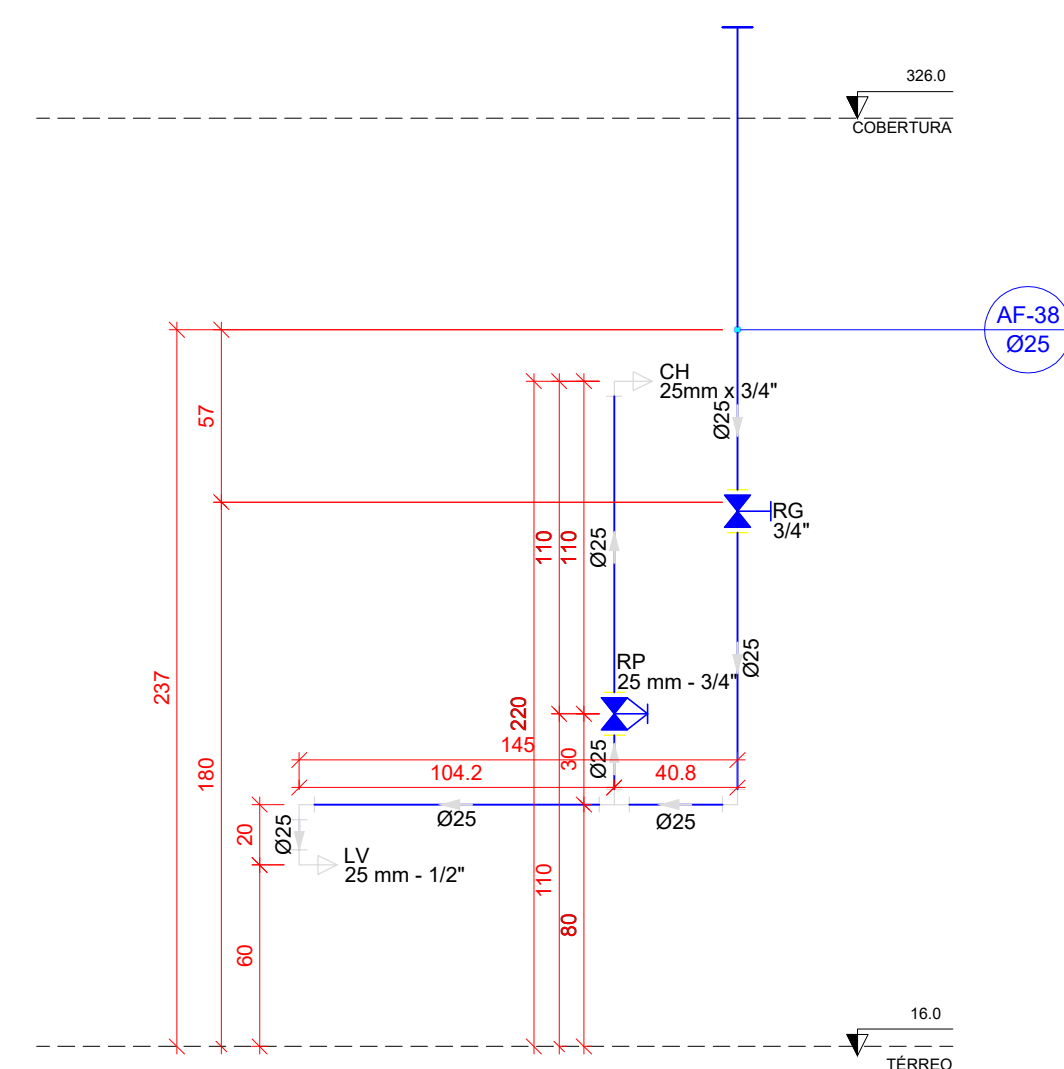 326.0
COBERTURA
AF-38
Ø25
CH
25mm x 3/4"
Ø25
57
RG
3/4"
110
110
Ø25
Ø25
RP
25 mm - 3/4"
237
220
145
30
Ø25
104.2
40.8
180
Ø25
Ø25
20
Ø25
LV
25 mm - 1/2"
110
80
60
16.0
TÉRREO